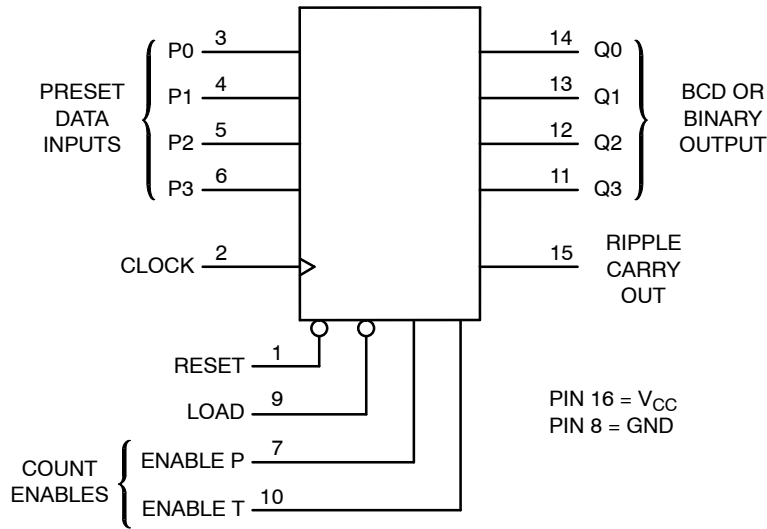 PRESET
DATA
INPUTS
P0 3
P1 4
P2 5
P3 6
CLOCK 2
14 Q0
13 Q1
12 Q2
11 Q3
BCD OR
BINARY
OUTPUT
15
RIPPLE
CARRY
OUT
RESET 1
LOAD 9
COUNT
ENABLES
ENABLE P 7
ENABLE T 10
PIN 16 = VCC
PIN 8 = GND